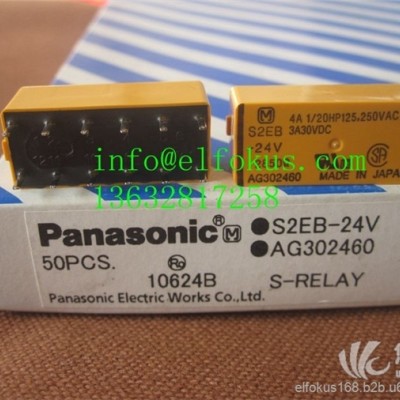 S2EB
-24V
AG302460
4A 1/20HP125,250VAC
3A30VDC
MADE IN JAPAN
info@elfokus.com
13632817258
Panasonic
50PCS.
10624B
Panasonic Electric Works Co.,Ltd.
●S2EB-24V
●AG302460
S-RELAY
elfokus168.b2b.u6